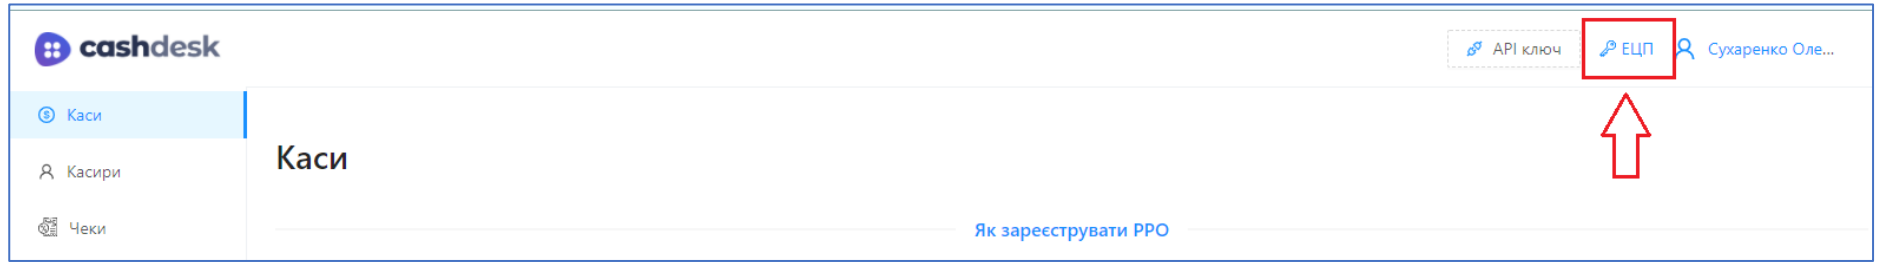 cashdesk
API ключ
ЕЦП
Сухаренко Оле...
Каси
Касири
Чеки
Каси
Як зареєструвати РРО